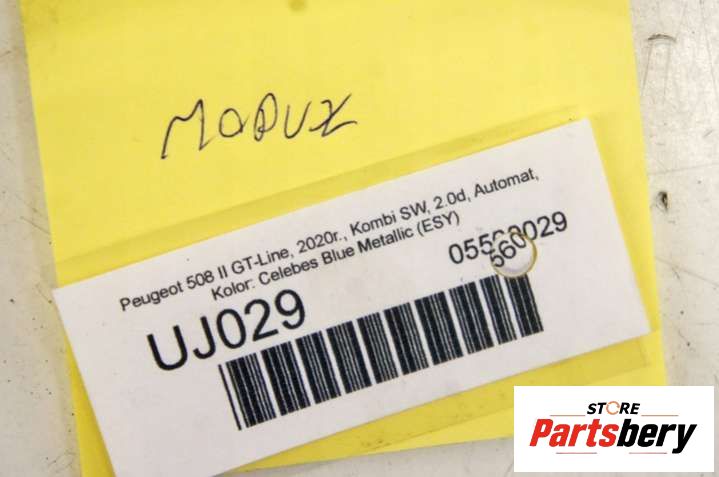 Peugeot 508 II GT-Line, 2020r., Kombi SW, 2.0d, Automat,
Kolor: Celebes Blue Metallic (ESY)
UJ029
560
STORE
Partsbery